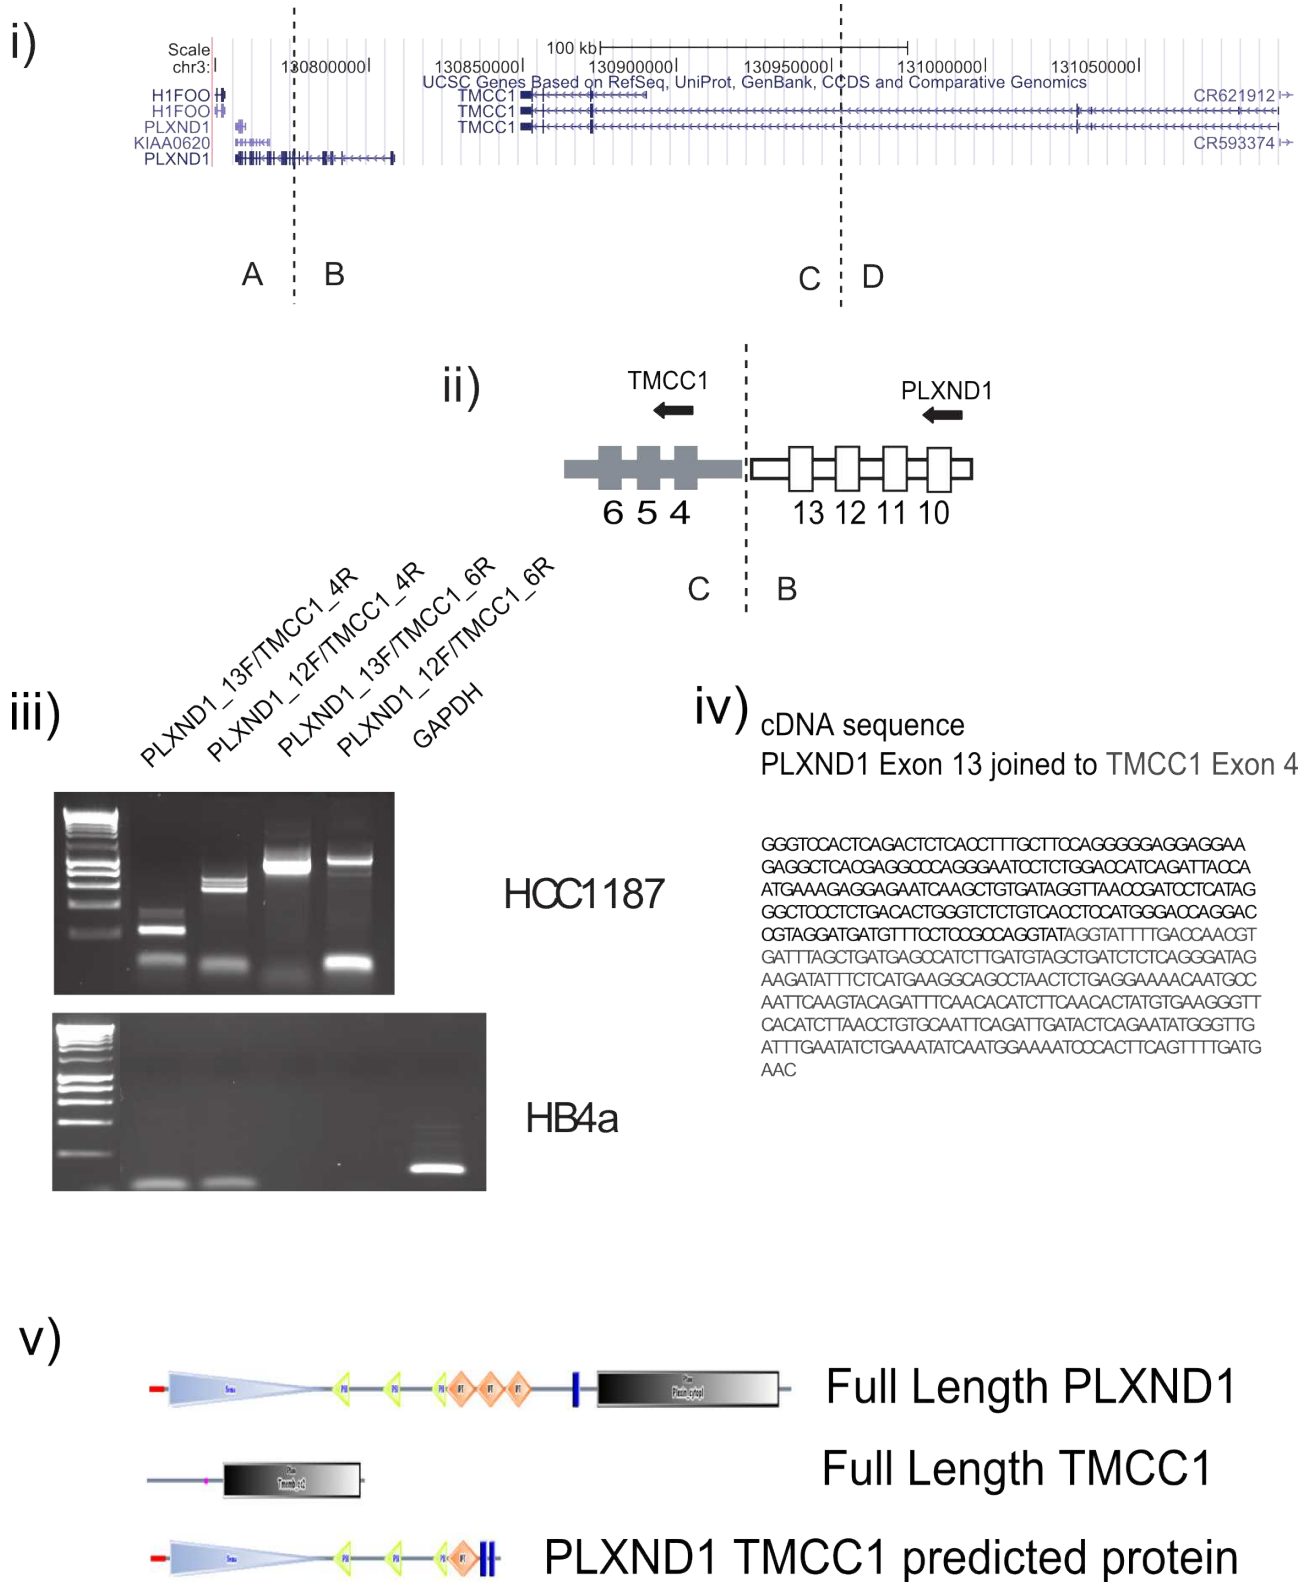 i)
Scale
100 kb
chr3:
130800000
130850000
130900000
130950000
131000000
131050000
UCSC Genes Based on RefSeq, UniProt, GenBank, CCDS and Comparative Genomics
H1FOO
TMCC1
CR621912
H1FOO
TMCC1
PLXND1
TMCC1
KIAA0620
CR593374
PLXND1
A
B
C
D
ii)
TMCC1
PLXND1
6 5 4
13 12 11 10
C
B
iii)
PLXND1_13F/TMCC1_4R
PLXND1_12F/TMCC1_4R
PLXND1_13F/TMCC1_6R
PLXND1_12F/TMCC1_6R
GAPDH
HCC1187
HB4a
iv)
cDNA sequence
PLXND1 Exon 13 joined to TMCC1 Exon 4
GGGTCCACTCAGACTCTCACCTTTGCTTCCAGGGGGAGGAGGAA
GAGGCTCACGAGGCCCAGGGAATCCTCTGGACCATCAGATTACCA
ATGAAAGAGGAGAATCAAGCTGTGATAGGTTAACCGATCCTCATAG
GGCTCCCTCTGACACTGGGTCTCTGTCACCTCCATGGGACCAGGAC
CGTAGGATGATGTTTCCTCCGCCAGGTATAGGTATTTTGACCAACGT
GATTTAGCTGATGAGCCATCTTGATGTAGCTGATCTCTCAGGGATAG
AAGATATTTCTCATGAAGGCAGCCTAACTCTGAGGAAAACAATGCC
AATTCAAGTACAGATTTCAACACATCTTCAACACTATGTGAAGGGTT
CACATCTTAACCTGTGCAATTCAGATTGATACTCAGAATATGGGTTG
ATTTGAATATCTGAAATATCAATGGAAAATCCCACTTCAGTTTTGATG
AAC
v)
Full Length PLXND1
Full Length TMCC1
PLXND1 TMCC1 predicted protein